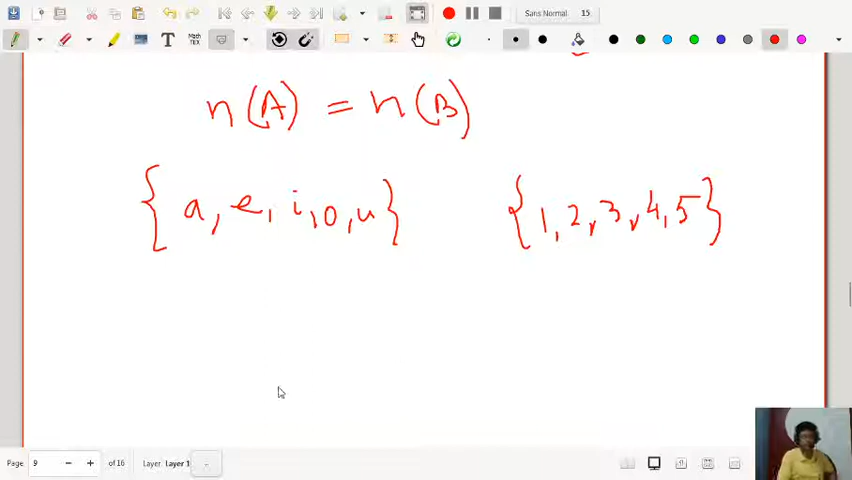 Sans Normal 15
T Math TEX
n(A) = n(B)
{a, e, i, o, u} {1, 2, 3, 4, 5}
Page 9 of 16 Layer: Layer 1